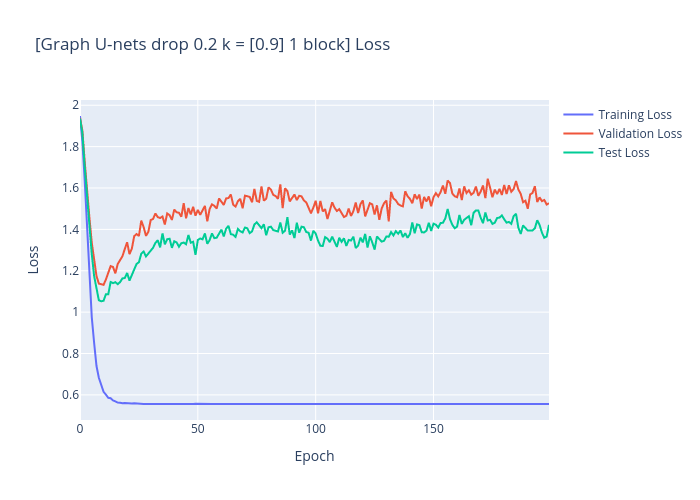 [Graph U-nets drop 0.2 k = [0.9] 1 block] Loss
Training Loss
Validation Loss
Test Loss
Loss
2
1.8
1.6
1.4
1.2
1
0.8
0.6
0
50
100
150
Epoch